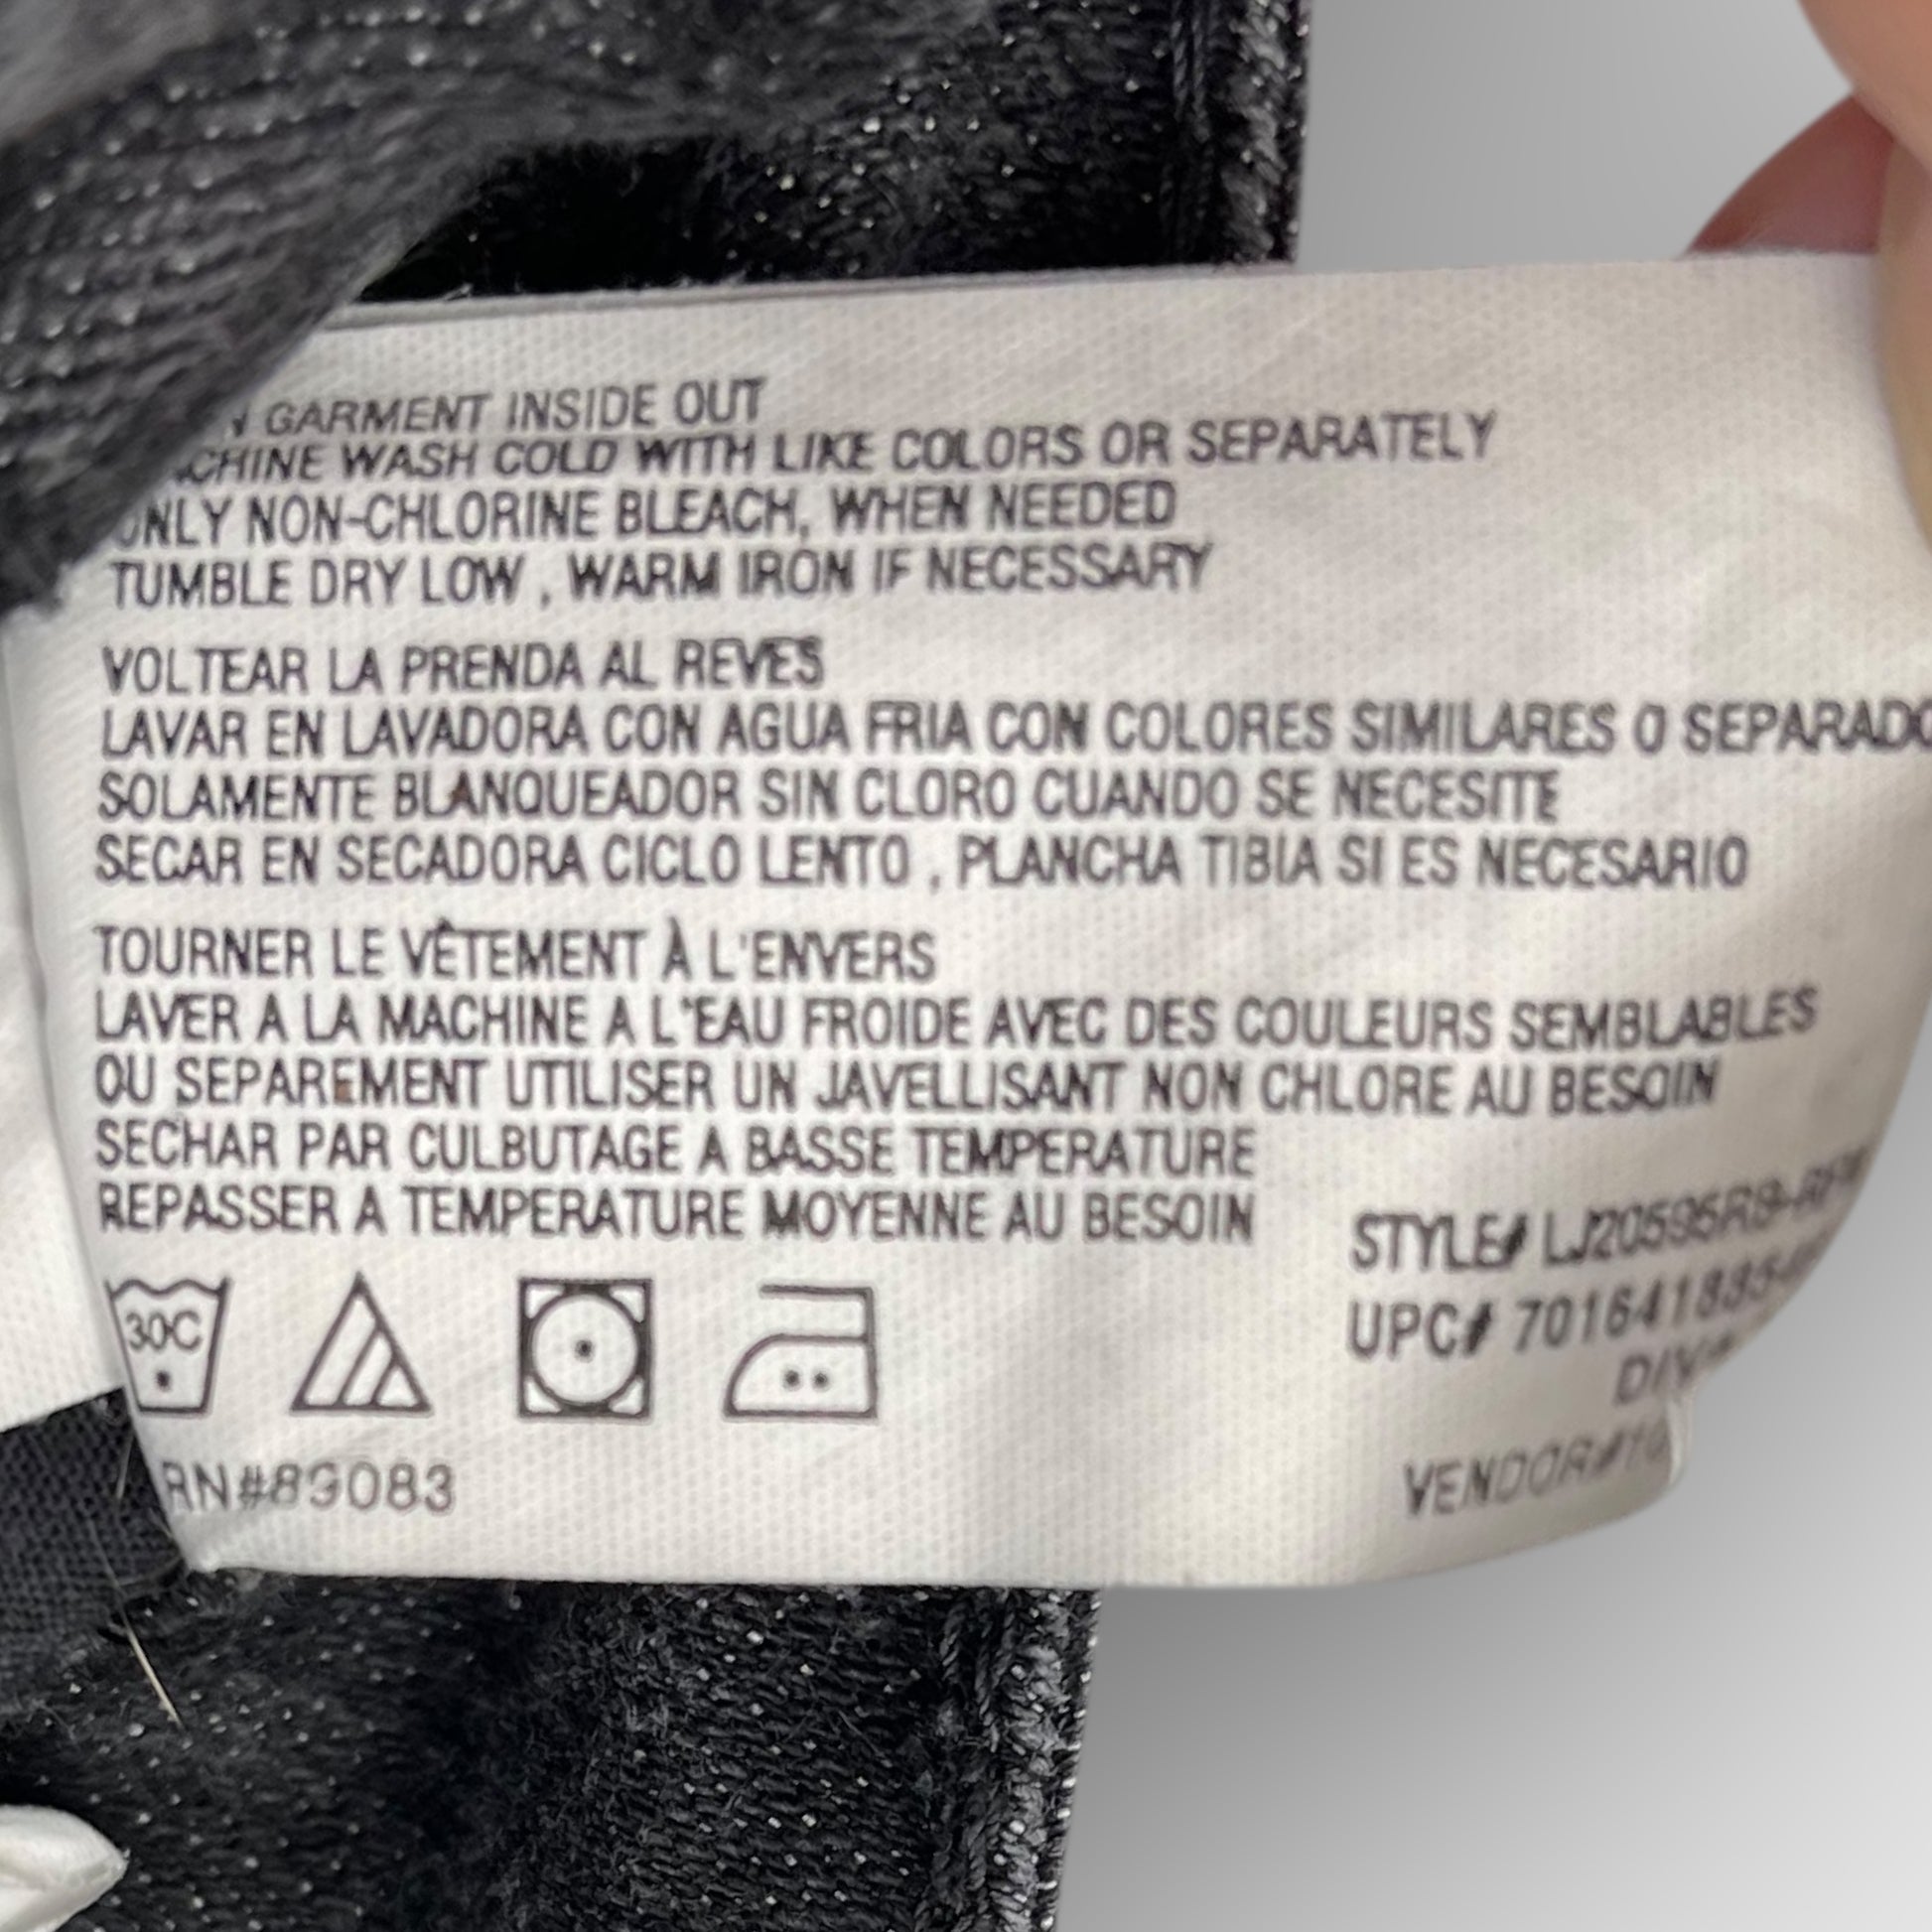 GARMENT INSIDE OUT
WASH COLD WITH LIKE COLORS OR SEPARATELY
ONLY NON-CHLORINE BLEACH, WHEN NEEDED
TUMBLE DRY LOW , WARM IRON IF NECESSARY
VOLTEAR LA PRENDA AL REVES
LAVAR EN LAVADORA CON AGUA FRIA CON COLORES SIMILARES O
SOLAMENTE BLANQUEADOR SIN CLORO CUANDO SE NECESITE
SECAR EN SECADORA CICLO LENTO , PLANCHA TIBIA SI ES NECESARIO
TOURNER LE VÊTEMENT À L'ENVERS
LAVER A LA MACHINE A L'EAU FROIDE AVEC DES COULEURS SEMBLABLES
OU SEPAREMENT UTILISER UN JAVELLISANT NON CHLORE AU BESOIN
SECHAR PAR CULBUTAGE A BASSE TEMPERATURE
REPASSER A TEMPERATURE MOYENNE AU BESOIN
STYLE#
UPC#
30C
RN#89083